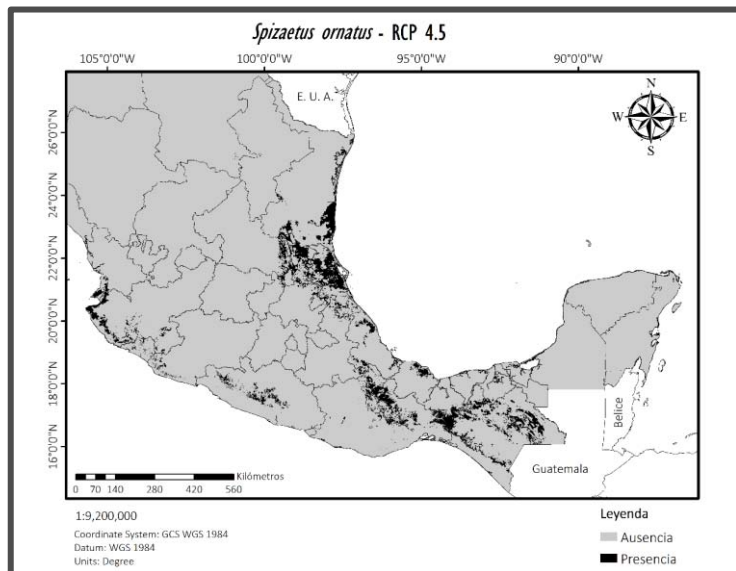 Spizaetus ornatus - RCP 4.5
105°0'0"W 100°0'0"W 95°0'0"W 90°0'0"W
E. U. A.
N
W E
S
26°0'0"N
24°0'0"N
22°0'0"N
20°0'0"N
18°0'0"N
16°0'0"N
Belice
Guatemala
Kilómetros
0 70 140 280 420 560
1:9,200,000
Coordinate System: GCS WGS 1984
Datum: WGS 1984
Units: Degree
Leyenda
Ausencia
Presencia